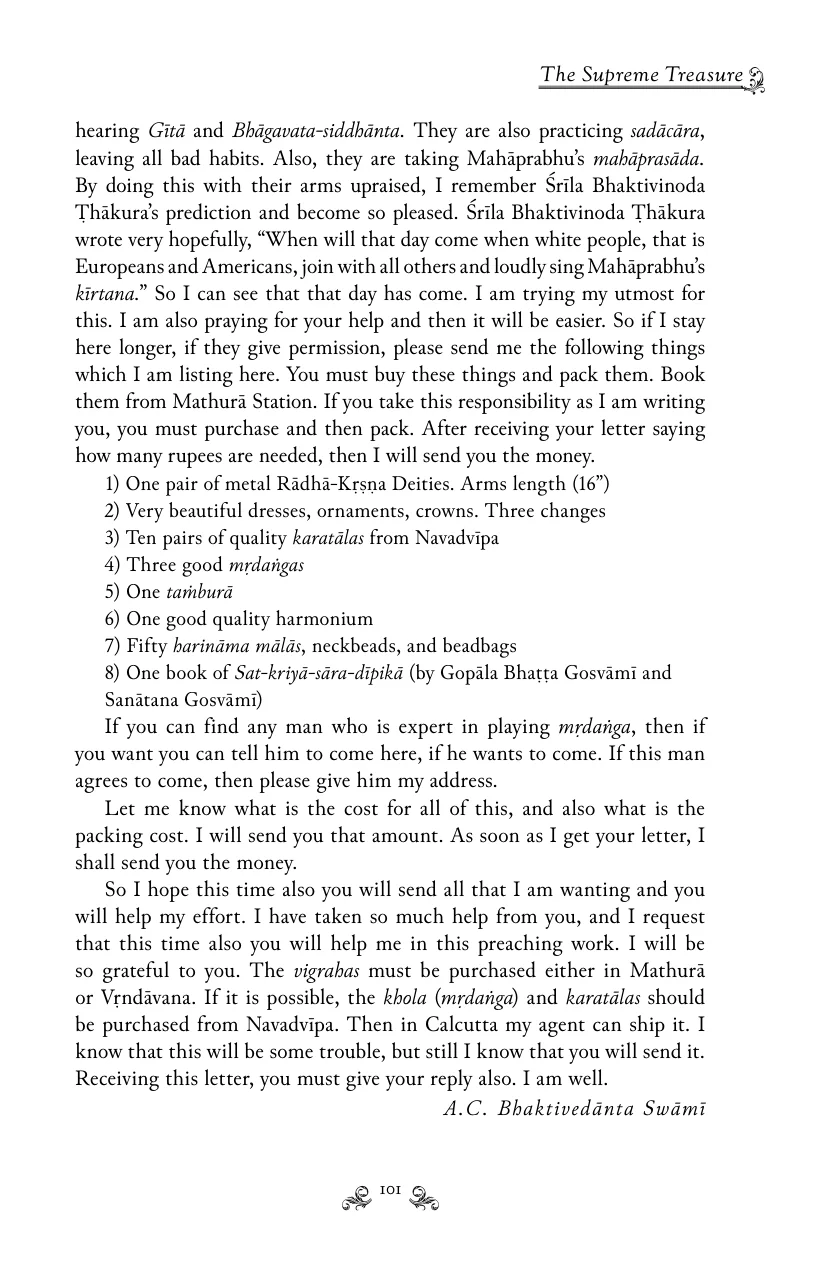 The Supreme Treasure
hearing Gītā and Bhāgavata-siddhānta. They are also practicing sadācāra,
leaving all bad habits. Also, they are taking Mahāprabhu’s mahāprasāda.
By doing this with their arms upraised, I remember Śrīla Bhaktivinoda
Ṭhākura’s prediction and become so pleased. Śrīla Bhaktivinoda Ṭhākura
wrote very hopefully, “When will that day come when white people, that is
Europeans and Americans, join with all others and loudly sing Mahāprabhu’s
kīrtana.” So I can see that that day has come. I am trying my utmost for
this. I am also praying for your help and then it will be easier. So if I stay
here longer, if they give permission, please send me the following things
which I am listing here. You must buy these things and pack them. Book
them from Mathurā Station. If you take this responsibility as I am writing
you, you must purchase and then pack. After receiving your letter saying
how many rupees are needed, then I will send you the money.
1) One pair of metal Rādhā-Kṛṣṇa Deities. Arms length (16”)
2) Very beautiful dresses, ornaments, crowns. Three changes
3) Ten pairs of quality karatālas from Navadvīpa
4) Three good mṛdaṅgas
5) One taṁburā
6) One good quality harmonium
7) Fifty harināma mālās, neckbeads, and beadbags
8) One book of Sat-kriyā-sāra-dīpikā (by Gopāla Bhaṭṭa Gosvāmī and
Sanātana Gosvāmī)
If you can find any man who is expert in playing mṛdaṅga, then if
you want you can tell him to come here, if he wants to come. If this man
agrees to come, then please give him my address.
Let me know what is the cost for all of this, and also what is the
packing cost. I will send you that amount. As soon as I get your letter, I
shall send you the money.
So I hope this time also you will send all that I am wanting and you
will help my effort. I have taken so much help from you, and I request
that this time also you will help me in this preaching work. I will be
so grateful to you. The vigrahas must be purchased either in Mathurā
or Vṛndāvana. If it is possible, the khola (mṛdaṅga) and karatālas should
be purchased from Navadvīpa. Then in Calcutta my agent can ship it. I
know that this will be some trouble, but still I know that you will send it.
Receiving this letter, you must give your reply also. I am well.
A.C. Bhaktivedānta Swāmī
101